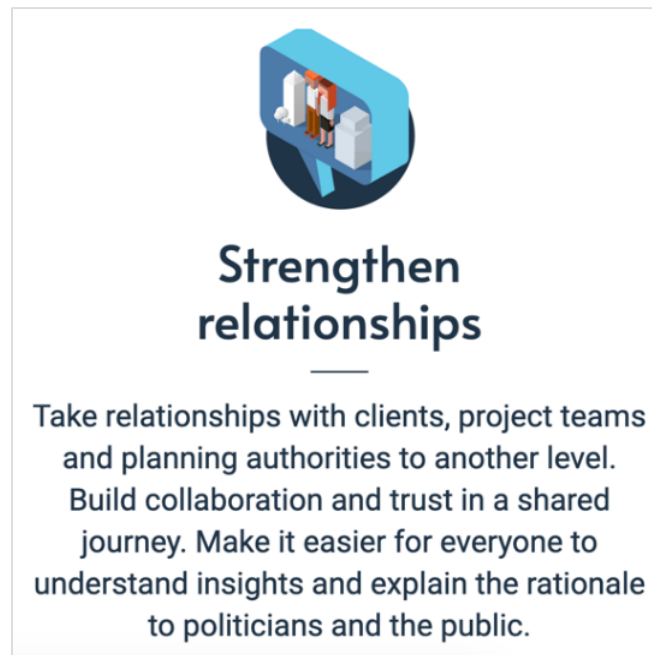 Strengthen
relationships
Take relationships with clients, project teams
and planning authorities to another level.
Build collaboration and trust in a shared
journey. Make it easier for everyone to
understand insights and explain the rationale
to politicians and the public.